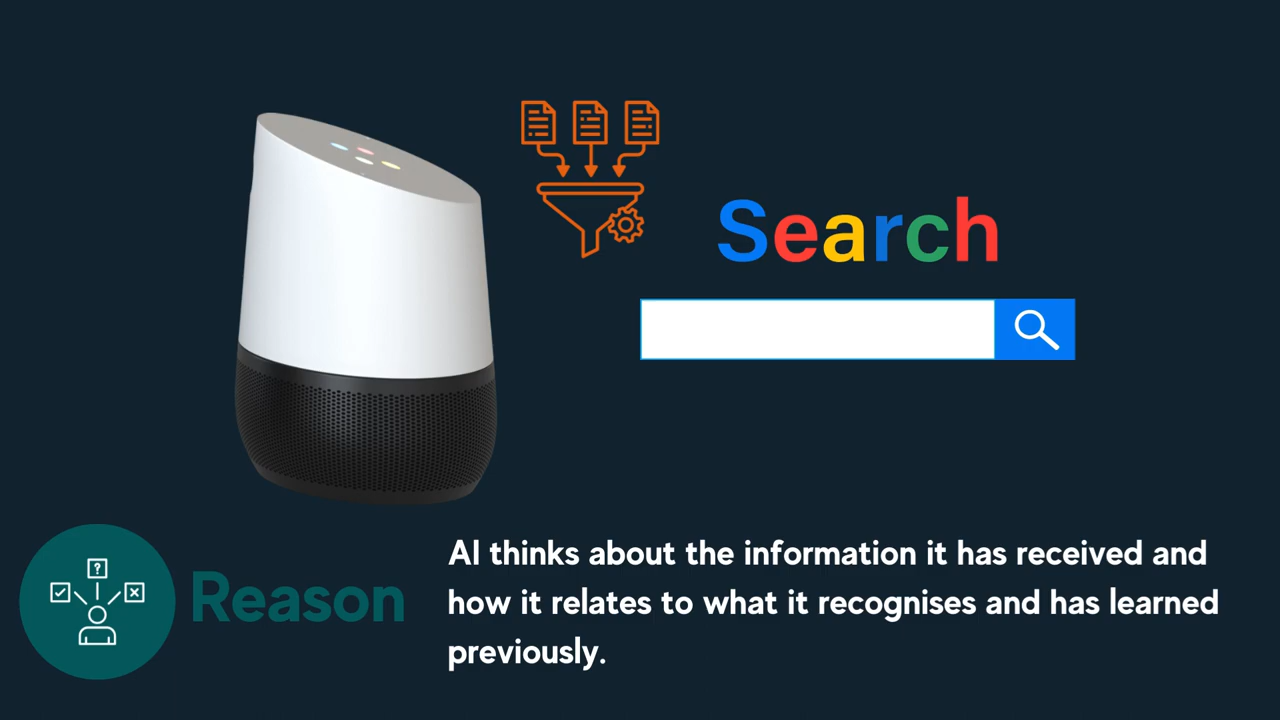 Search
Reason
AI thinks about the information it has received and
how it relates to what it recognises and has learned
previously.